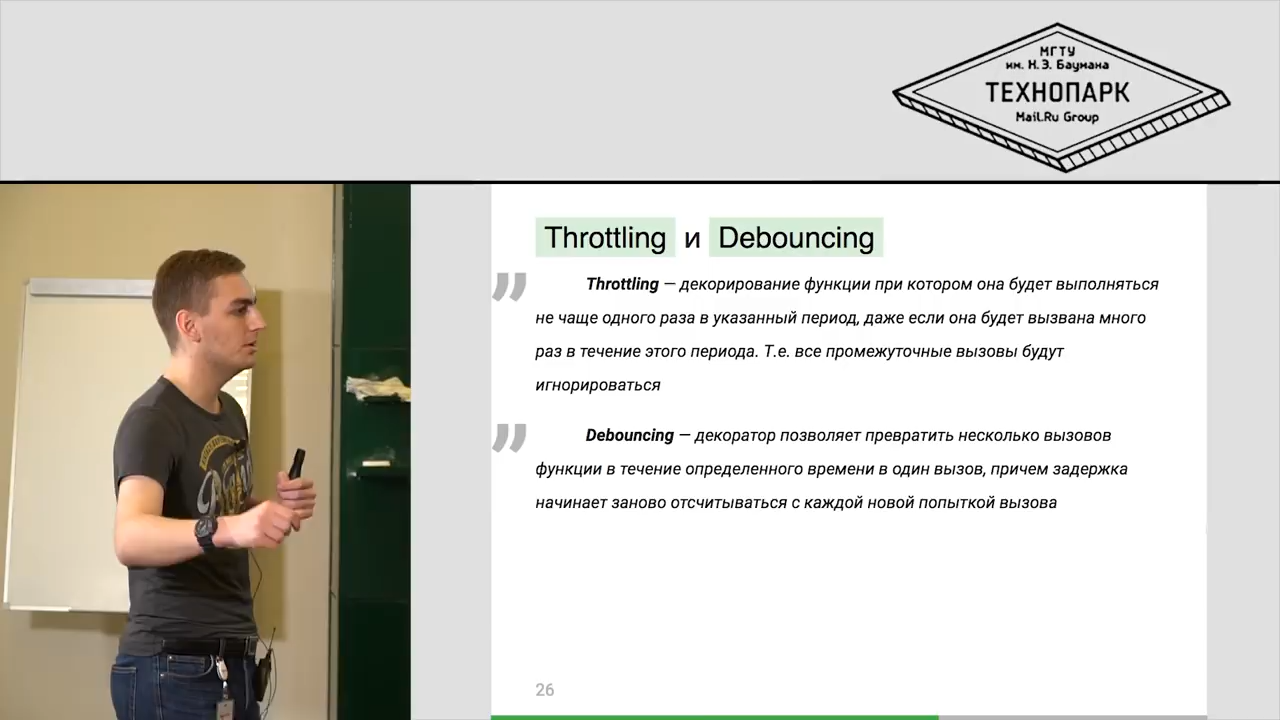 МГТУ
им. Н.Э. Баумана
ТЕХНОПАРК
Mail.Ru Group
Throttling и Debouncing
Throttling — декорирование функции при котором она будет выполняться
не чаще одного раза в указанный период, даже если она будет вызвана много
раз в течение этого периода. Т.е. все промежуточные вызовы будут
игнорироваться
Debouncing — декоратор позволяет превратить несколько вызовов
функции в течение определенного времени в один вызов, причем задержка
начинает заново отсчитываться с каждой новой попыткой вызова
26